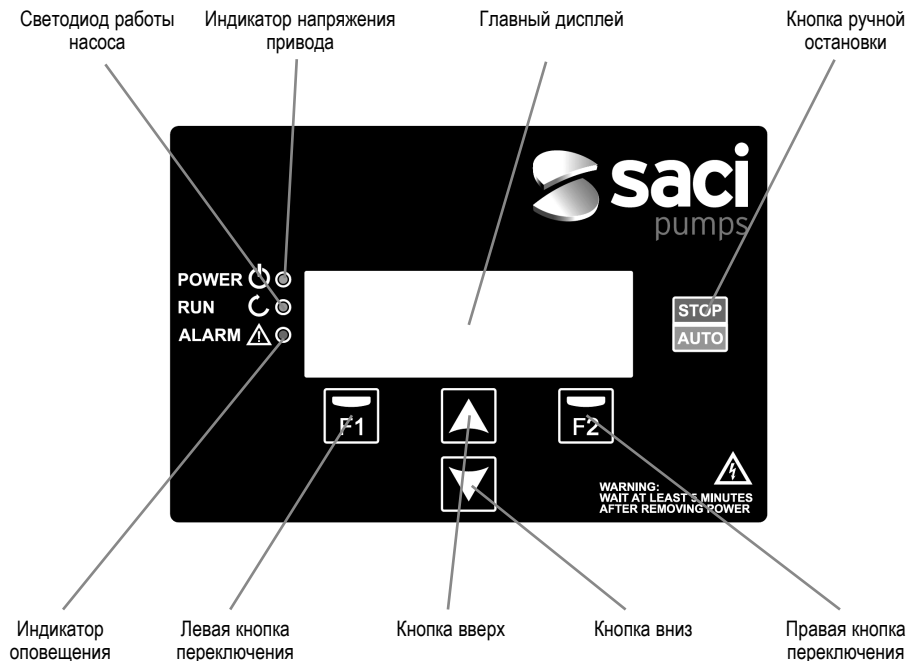 Светодиод работы
насоса
Индикатор напряжения
привода
Главный дисплей
Кнопка ручной
остановки
saci
pumps
POWER
RUN
ALARM
STOP
AUTO
F1
F2
WARNING:
WAIT AT LEAST 5 MINUTES
AFTER REMOVING POWER
Индикатор
оповещения
Левая кнопка
переключения
Кнопка вверх
Кнопка вниз
Правая кнопка
переключения